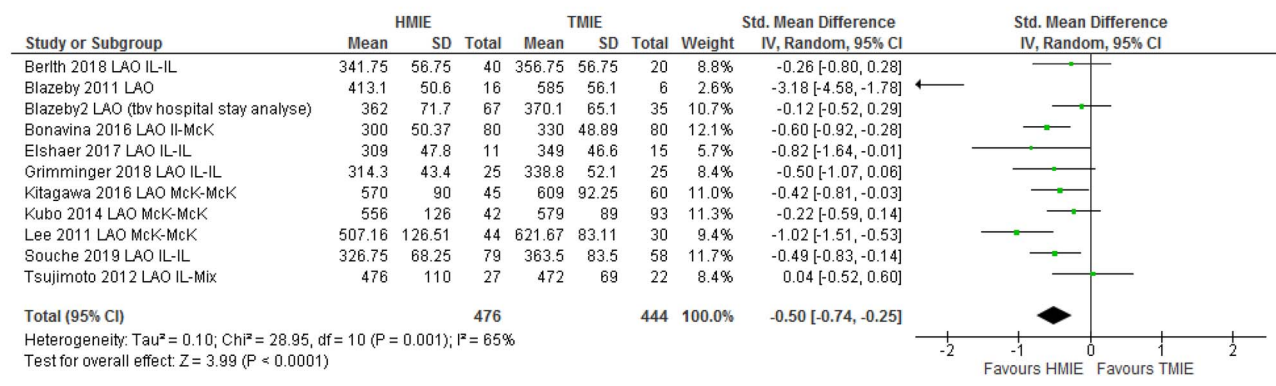 HMIE TMIE Std. Mean Difference Std. Mean Difference
Study or Subgroup Mean SD Total Mean SD Total Weight IV, Random, 95% CI IV, Random, 95% CI
Berlth 2018 LAO IL-IL 341.75 56.75 40 356.75 56.75 20 8.8% -0.26 [-0.80, 0.28]
Blazeby 2011 LAO 413.1 50.6 16 585 56.1 6 2.6% -3.18 [-4.58, -1.78]
Blazeby2 LAO (tbv hospital stay analyse) 362 71.7 67 370.1 65.1 35 10.7% -0.12 [-0.52, 0.29]
Bonavina 2016 LAO Il-McK 300 50.37 80 330 48.89 80 12.1% -0.60 [-0.92, -0.28]
Elshaer 2017 LAO IL-IL 309 47.8 11 349 46.6 15 5.7% -0.82 [-1.64, -0.01]
Grimminger 2018 LAO IL-IL 314.3 43.4 25 338.8 52.1 25 8.4% -0.50 [-1.07, 0.06]
Kitagawa 2016 LAO McK-McK 570 90 45 609 92.25 60 11.0% -0.42 [-0.81, -0.03]
Kubo 2014 LAO McK-McK 556 126 42 579 89 93 11.3% -0.22 [-0.59, 0.14]
Lee 2011 LAO McK-McK 507.16 126.51 44 621.67 83.11 30 9.4% -1.02 [-1.51, -0.53]
Souche 2019 LAO IL-IL 326.75 68.25 79 363.5 83.5 58 11.7% -0.49 [-0.83, -0.14]
Tsujimoto 2012 LAO IL-Mix 476 110 27 472 69 22 8.4% 0.04 [-0.52, 0.60]
Total (95% CI) 476 444 100.0% -0.50 [-0.74, -0.25]
Heterogeneity: Tau² = 0.10; Chi² = 28.95, df = 10 (P = 0.001); I² = 65%
Test for overall effect: Z = 3.99 (P < 0.0001)
-2 -1 0 1 2
Favours HMIE Favours TMIE